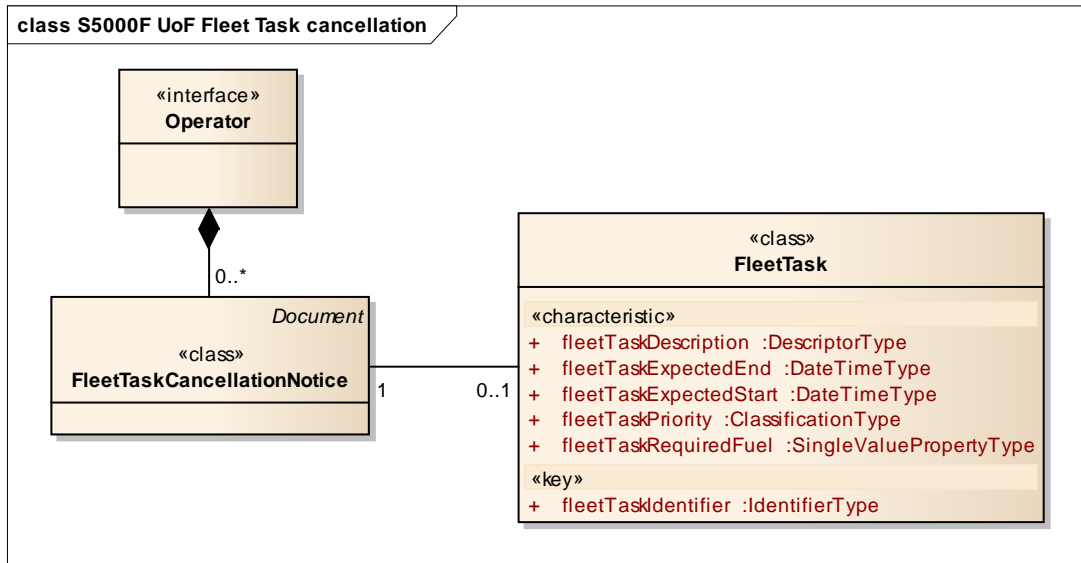 class S5000F UoF Fleet Task cancellation
«interface»
Operator
0..*
Document
«class»
FleetTaskCancellationNotice
1
0..1
«class»
FleetTask
«characteristic»
+ fleetTaskDescription :DescriptorType
+ fleetTaskExpectedEnd :DateTimeType
+ fleetTaskExpectedStart :DateTimeType
+ fleetTaskPriority :ClassificationType
+ fleetTaskRequiredFuel :SingleValuePropertyType
«key»
+ fleetTaskIdentifier :IdentifierType